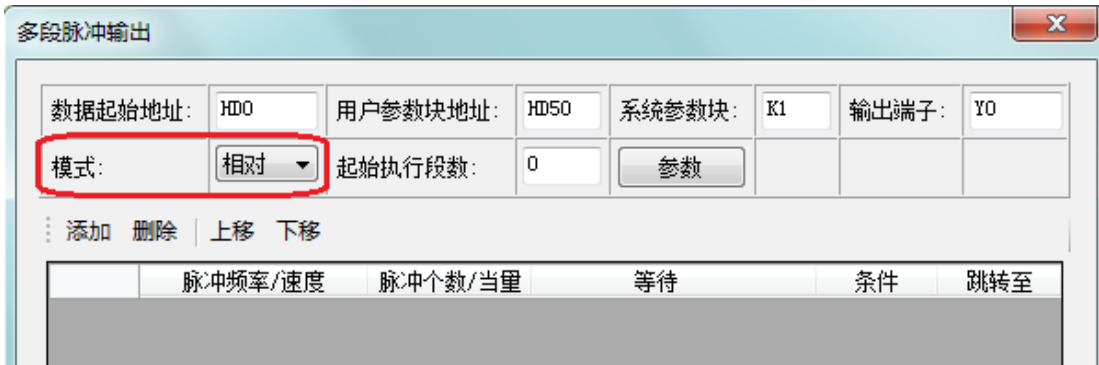 多段脉冲输出
数据起始地址: HD0 用户参数块地址: HD50 系统参数块: K1 输出端子: Y0
模式: 相对 起始执行段数: 0 参数
添加 删除 上移 下移
脉冲频率/速度 脉冲个数/当量 等待 条件 跳转至